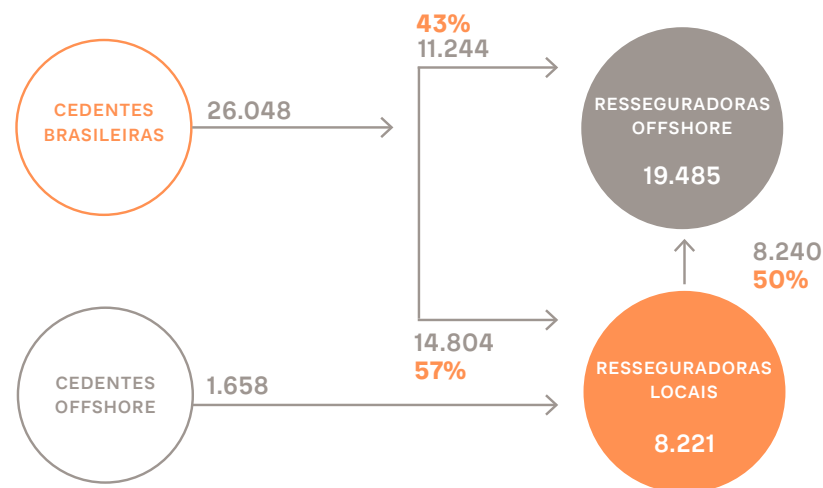 43%
11.244
CEDENTES
BRASILEIRAS
26.048
RESSEGURADORAS
OFFSHORE
19.485
8.240
50%
14.804
57%
CEDENTES
OFFSHORE
1.658
RESSEGURADORAS
LOCAIS
8.221